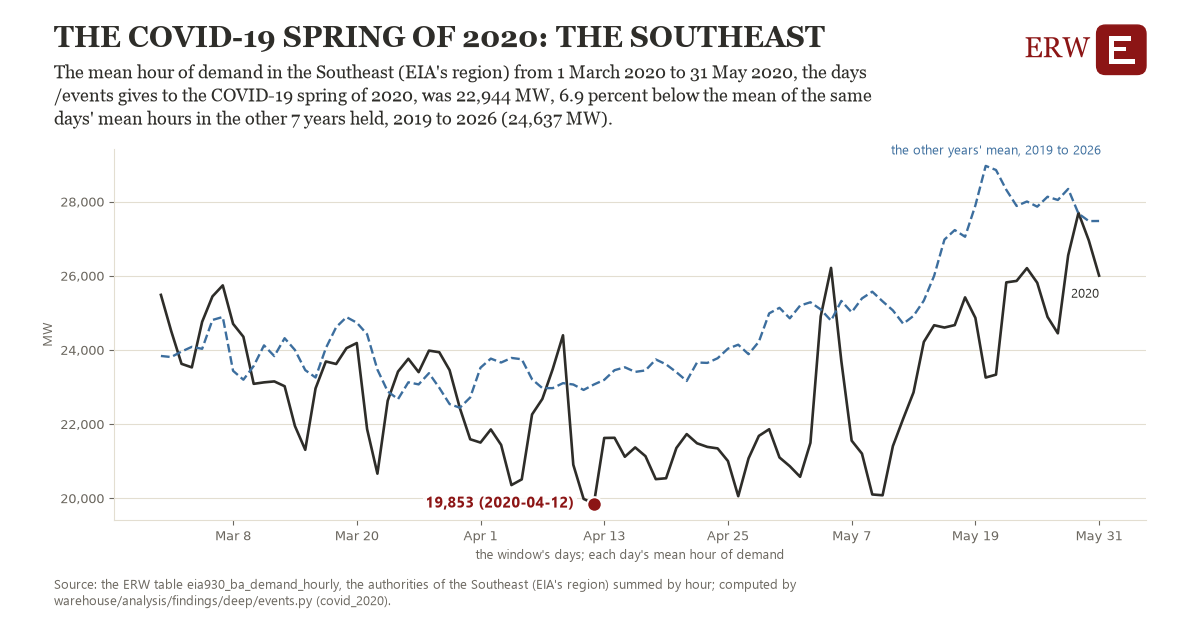 THE COVID-19 SPRING OF 2020: THE SOUTHEAST
ERW E
The mean hour of demand in the Southeast (EIA's region) from 1 March 2020 to 31 May 2020, the days
/events gives to the COVID-19 spring of 2020, was 22,944 MW, 6.9 percent below the mean of the same
days' mean hours in the other 7 years held, 2019 to 2026 (24,637 MW).
the other years' mean, 2019 to 2026
28,000
26,000
24,000
22,000
20,000
MW
2020
19,853 (2020-04-12)
Mar 8
Mar 20
Apr 1
Apr 13
Apr 25
May 7
May 19
May 31
the window's days; each day's mean hour of demand
Source: the ERW table eia930_ba_demand_hourly, the authorities of the Southeast (EIA's region) summed by hour; computed by
warehouse/analysis/findings/deep/events.py (covid_2020).